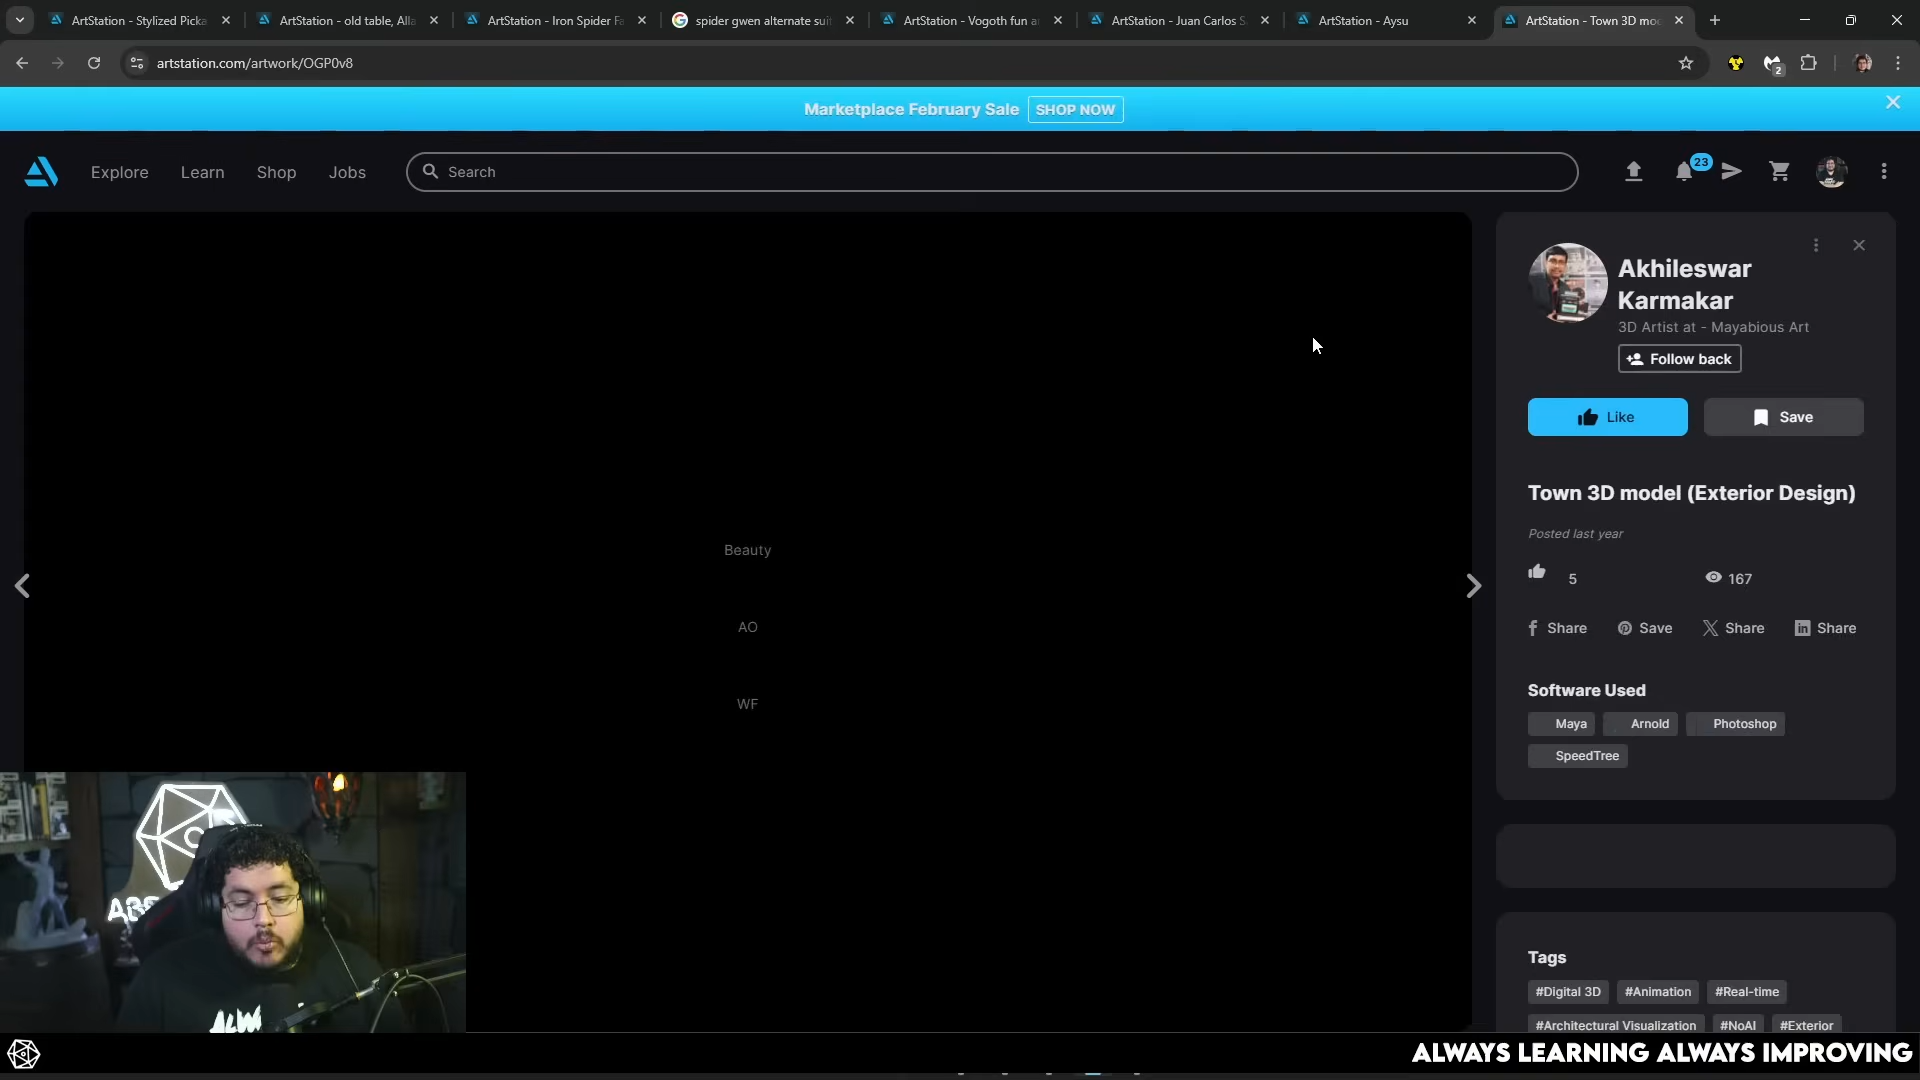 ArtStation - Stylized Picka
ArtStation - old table, Alla
ArtStation - Iron Spider Fa
spider gwen alternate suit
ArtStation - Vogoth fun a
ArtStation - Juan Carlos S
ArtStation - Aysu
ArtStation - Town 3D mod
artstation.com/artwork/OGP0v8
2
Marketplace February Sale SHOP NOW
Explore
Learn
Shop
Jobs
Search
23
Akhileswar
Karmakar
3D Artist at - Mayabious Art
Follow back
Like
Save
Town 3D model (Exterior Design)
Posted last year
5
167
Share
Save
Share
Share
Software Used
Maya
Arnold
Photoshop
SpeedTree
Beauty
AO
WF
Tags
#Digital 3D
#Animation
#Real-time
#Architectural Visualization
#NoAI
#Exterior
ALWAYS LEARNING ALWAYS IMPROVING